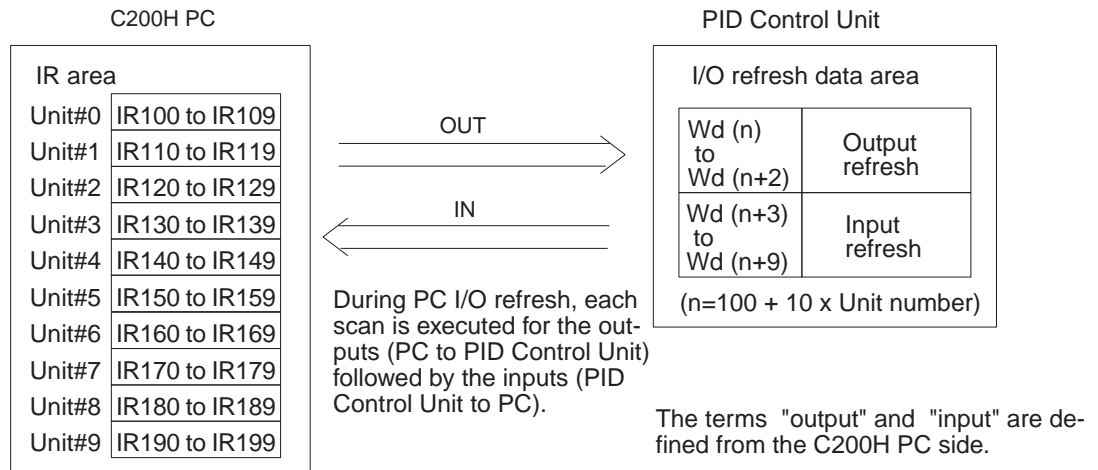 C200H PC
IR area
Unit#0 IR100 to IR109
Unit#1 IR110 to IR119
Unit#2 IR120 to IR129
Unit#3 IR130 to IR139
Unit#4 IR140 to IR149
Unit#5 IR150 to IR159
Unit#6 IR160 to IR169
Unit#7 IR170 to IR179
Unit#8 IR180 to IR189
Unit#9 IR190 to IR199
OUT
IN
During PC I/O refresh, each
scan is executed for the out-
puts (PC to PID Control Unit)
followed by the inputs (PID
Control Unit to PC).
PID Control Unit
I/O refresh data area
Wd (n)
to
Wd (n+2)
Output
refresh
Wd (n+3)
to
Wd (n+9)
Input
refresh
(n=100 + 10 x Unit number)
The terms "output" and "input" are de-
fined from the C200H PC side.